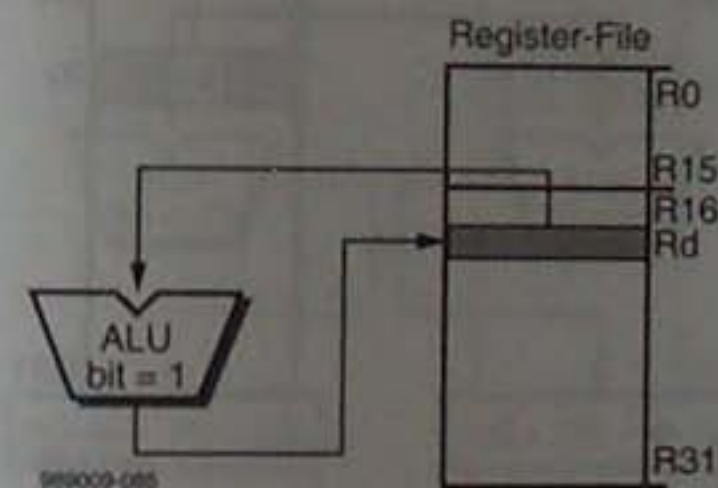 Register-File
R0
R15
R16
Rd
ALU
bit = 1
R31